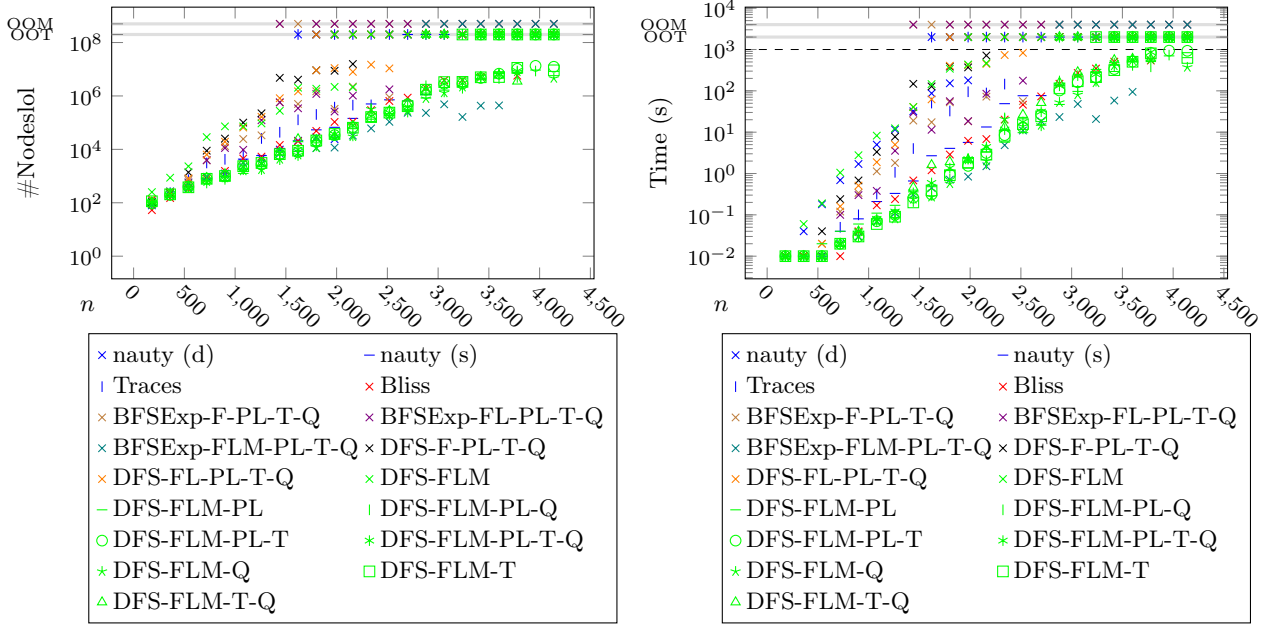 OOM
OOT
10^8
10^6
10^4
10^2
10^0
#Nodeslol
n
0
500
1,000
1,500
2,000
2,500
3,000
3,500
4,000
4,500
nauty (d)
nauty (s)
Traces
Bliss
BFSExp-F-PL-T-Q
BFSExp-FL-PL-T-Q
BFSExp-FLM-PL-T-Q
DFS-F-PL-T-Q
DFS-FL-PL-T-Q
DFS-FLM
DFS-FLM-PL
DFS-FLM-PL-Q
DFS-FLM-PL-T
DFS-FLM-PL-T-Q
DFS-FLM-Q
DFS-FLM-T
DFS-FLM-T-Q
OOM
OOT
10^4
10^3
10^2
10^1
10^0
10^−1
10^−2
Time (s)
n
0
500
1,000
1,500
2,000
2,500
3,000
3,500
4,000
4,500
nauty (d)
nauty (s)
Traces
Bliss
BFSExp-F-PL-T-Q
BFSExp-FL-PL-T-Q
BFSExp-FLM-PL-T-Q
DFS-F-PL-T-Q
DFS-FL-PL-T-Q
DFS-FLM
DFS-FLM-PL
DFS-FLM-PL-Q
DFS-FLM-PL-T
DFS-FLM-PL-T-Q
DFS-FLM-Q
DFS-FLM-T
DFS-FLM-T-Q